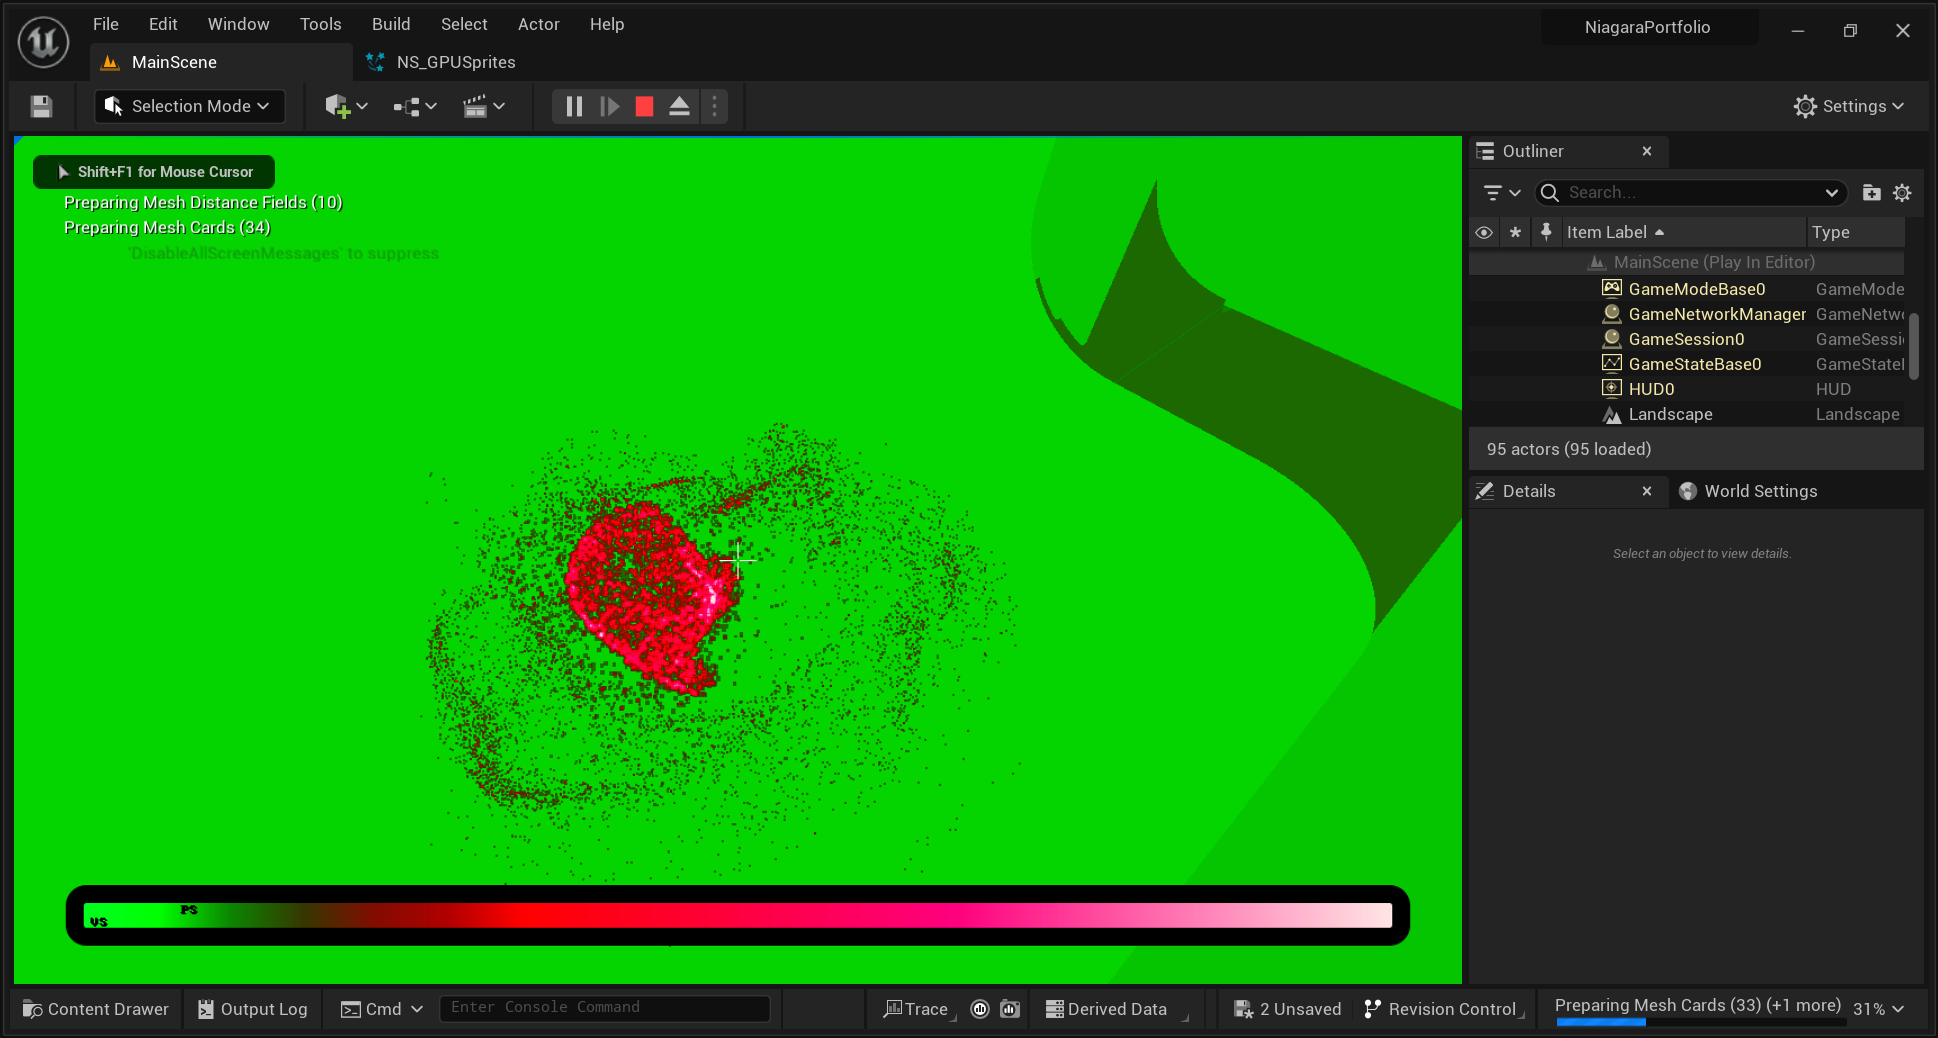 File Edit Window Tools Build Select Actor Help
NiagaraPortfolio
MainScene
NS_GPUSprites
Selection Mode
Settings
Shift+F1 for Mouse Cursor
Preparing Mesh Distance Fields (10)
Preparing Mesh Cards (34)
'DisableAllScreenMessages' to suppress
VS
PS
Outliner
Search...
Item Label
Type
MainScene (Play In Editor)
GameModeBase0 GameMode
GameNetworkManager GameNetwo
GameSession0 GameSessi
GameStateBase0 GameStateB
HUD0 HUD
Landscape Landscape
95 actors (95 loaded)
Details
World Settings
Select an object to view details.
Content Drawer
Output Log
Cmd
Enter Console Command
Trace
Derived Data
2 Unsaved
Revision Control
Preparing Mesh Cards (33) (+1 more) 31%